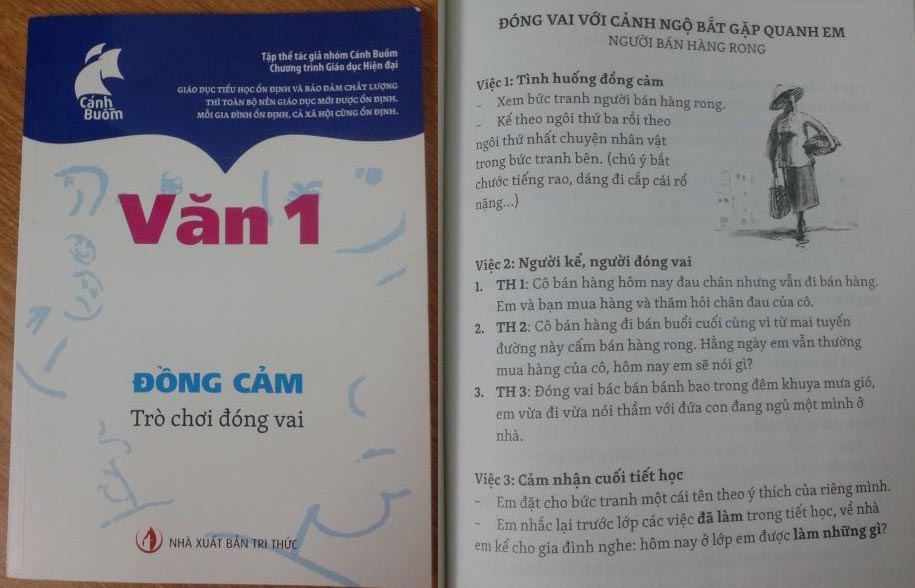 Cánh
Buồm
Tập thể tác giả nhóm Cánh Buồm
Chương trình Giáo dục Hiện đại
GIÁO DỤC TIỂU HỌC ỔN ĐỊNH VÀ BẢO ĐẢM CHẤT LƯỢNG
THÌ TOÀN BỘ NỀN GIÁO DỤC MỚI ĐƯỢC ỔN ĐỊNH,
MỖI GIA ĐÌNH ỔN ĐỊNH, CẢ XÃ HỘI CÙNG ỔN ĐỊNH.
Văn 1
ĐỒNG CẢM
Trò chơi đóng vai
NHÀ XUẤT BẢN TRI THỨC
ĐÓNG VAI VỚI CẢNH NGỘ BẮT GẶP QUANH EM
NGƯỜI BÁN HÀNG RONG
Việc 1: Tình huống đồng cảm
- Xem bức tranh người bán hàng rong.
- Kể theo ngôi thứ ba rồi theo
ngôi thứ nhất chuyện nhân vật
trong bức tranh bên. (chú ý bắt
chước tiếng rao, dáng đi cắp cái rổ
nặng...)
Việc 2: Người kể, người đóng vai
1. TH 1: Cô bán hàng hôm nay đau chân nhưng vẫn đi bán hàng.
Em và bạn mua hàng và thăm hỏi chân đau của cô.
2. TH 2: Cô bán hàng đi bán buổi cuối cùng vì từ mai tuyến
đường này cấm bán hàng rong. Hằng ngày em vẫn thường
mua hàng của cô, hôm nay em sẽ nói gì?
3. TH 3: Đóng vai bác bán bánh bao trong đêm khuya mưa gió,
em vừa đi vừa nói thầm với đứa con đang ngủ một mình ở
nhà.
Việc 3: Cảm nhận cuối tiết học
- Em đặt cho bức tranh một cái tên theo ý thích của riêng mình.
- Em nhắc lại trước lớp các việc đã làm trong tiết học, về nhà
em kể cho gia đình nghe: hôm nay ở lớp em được làm những gì?